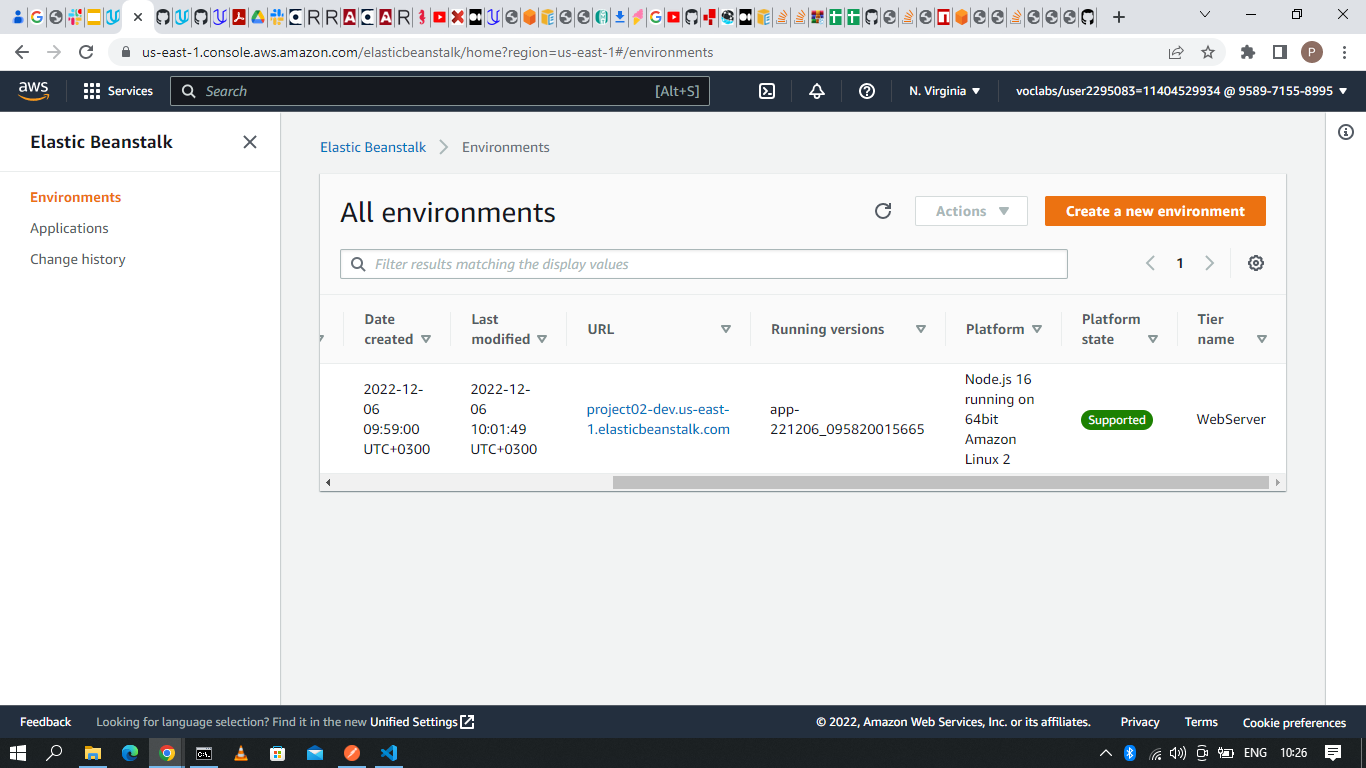 us-east-1.console.aws.amazon.com/elasticbeanstalk/home?region=us-east-1#/environments
P
aws
Services
Search
[Alt+S]
N. Virginia
voclabs/user2295083=11404529934 @ 9589-7155-8995
Elastic Beanstalk
Environments
Applications
Change history
Elastic Beanstalk
Environments
All environments
Actions
Create a new environment
Filter results matching the display values
1
Date
created
Last
modified
URL
Running versions
Platform
Platform
state
Tier
name
2022-12-
06
09:59:00
UTC+0300
2022-12-
06
10:01:49
UTC+0300
project02-dev.us-east-
1.elasticbeanstalk.com
app-
221206_095820015665
Node.js 16
running on
64bit
Amazon
Linux 2
Supported
WebServer
Feedback
Looking for language selection? Find it in the new Unified Settings
© 2022, Amazon Web Services, Inc. or its affiliates.
Privacy
Terms
Cookie preferences
ENG
10:26